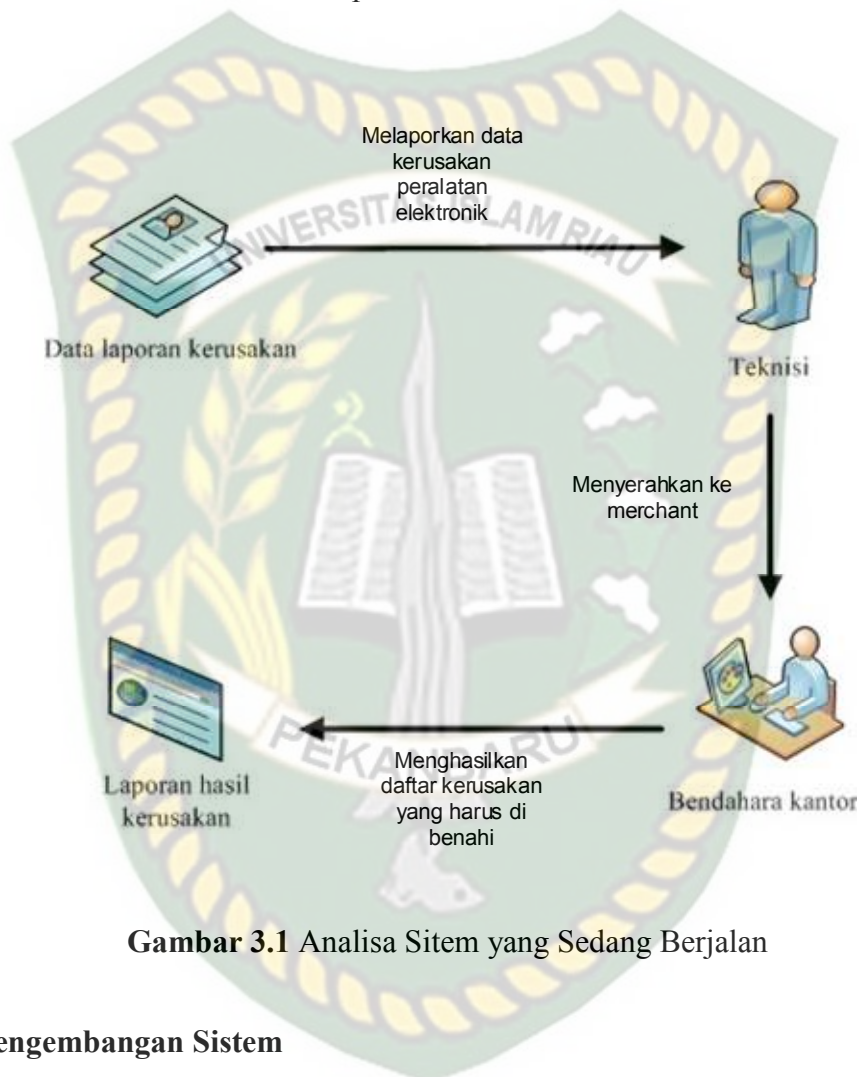 Melaporkan data
kerusakan
peralatan
elektronik
UNIVERSITAS ISLAM RIAU
Data laporan kerusakan
Teknisi
Menyerahkan ke
merchant
PEKANBARU
Laporan hasil
kerusakan
Menghasilkan
daftar kerusakan
yang harus di
benahi
Bendahara kantor
Gambar 3.1 Analisa Sitem yang Sedang Berjalan
engembangan Sistem